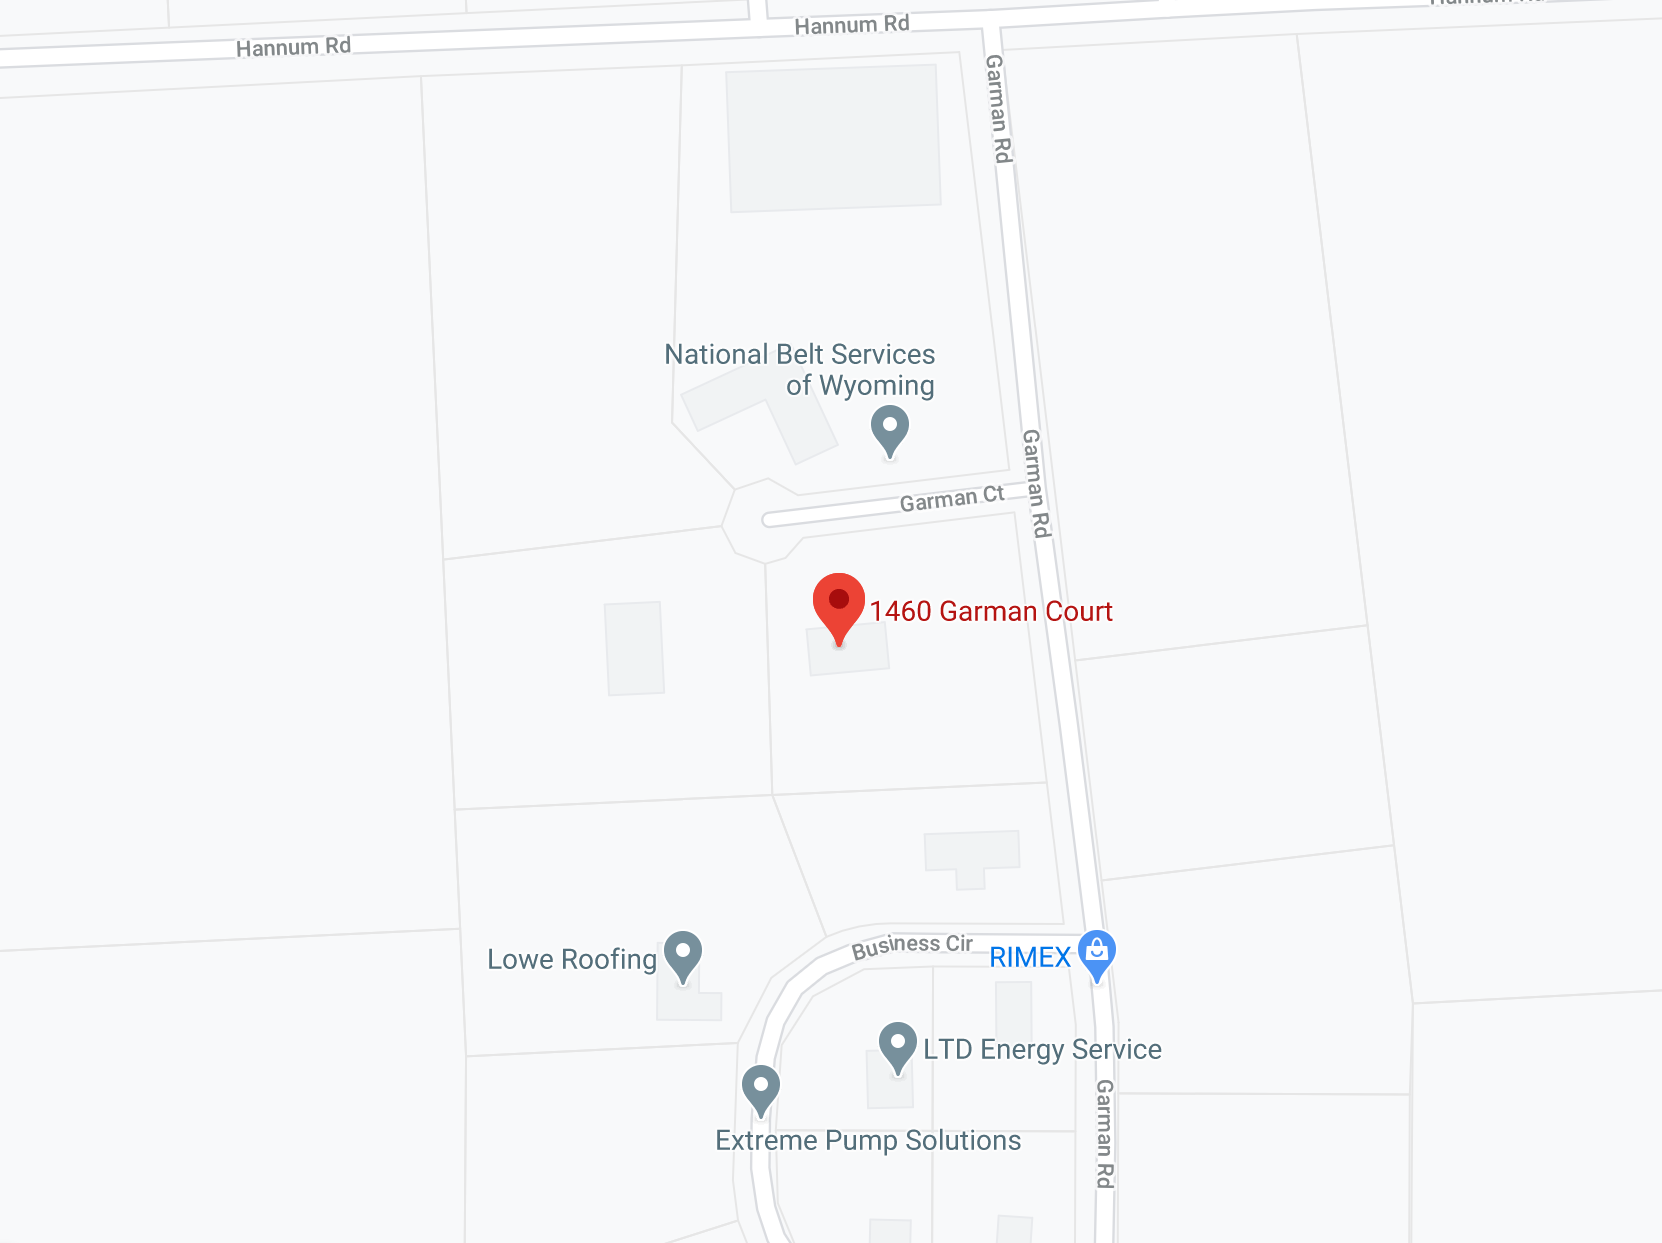 Hannum Rd
Hannum Rd
Garman Rd
National Belt Services
of Wyoming
Garman Rd
Garman Ct
1460 Garman Court
Business Cir
Lowe Roofing
RIMEX
LTD Energy Service
Garman Rd
Extreme Pump Solutions